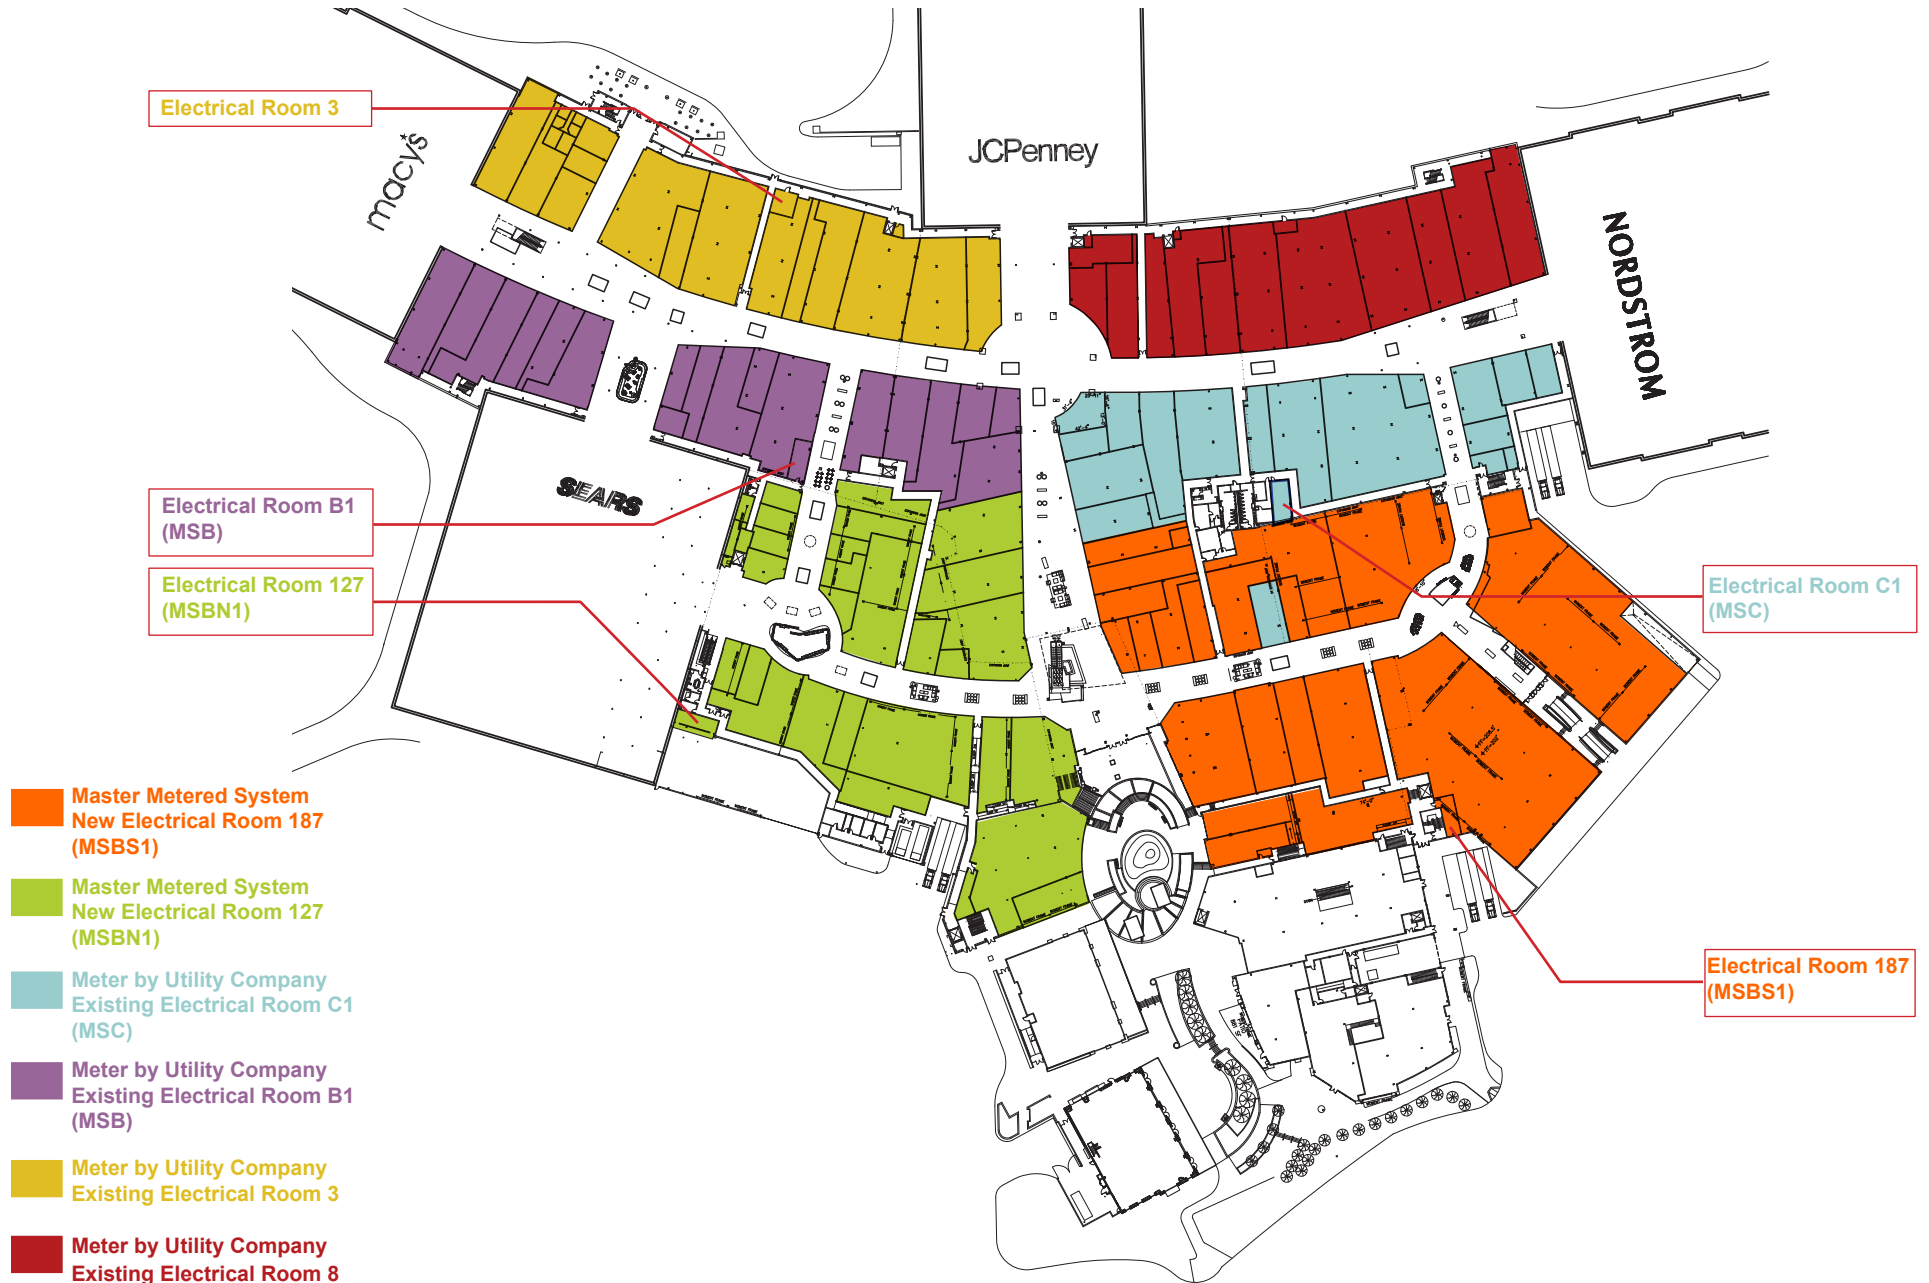 Electrical Room 3
macy's
JCPenney
NORDSTROM
SEARS
Electrical Room B1
(MSB)
Electrical Room 127
(MSBN1)
Electrical Room C1
(MSC)
Electrical Room 187
(MSBS1)
Master Metered System
New Electrical Room 187
(MSBS1)
Master Metered System
New Electrical Room 127
(MSBN1)
Meter by Utility Company
Existing Electrical Room C1
(MSC)
Meter by Utility Company
Existing Electrical Room B1
(MSB)
Meter by Utility Company
Existing Electrical Room 3
Meter by Utility Company
Existing Electrical Room 8